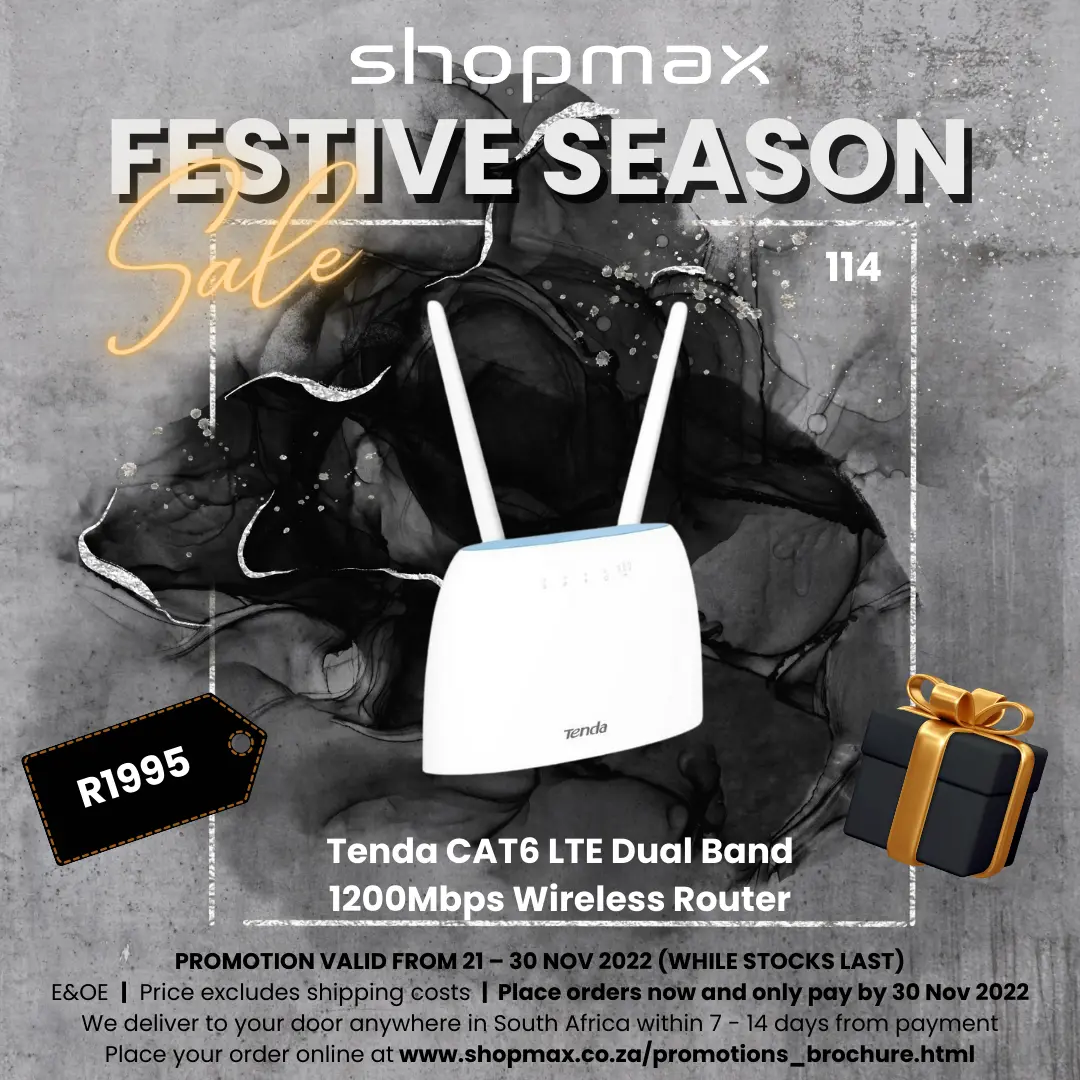 shopmax
FESTIVE SEASON
Sale
114
Tenda
R1995
Tenda CAT6 LTE Dual Band
1200Mbps Wireless Router
PROMOTION VALID FROM 21 – 30 NOV 2022 (WHILE STOCKS LAST)
E&OE | Price excludes shipping costs | Place orders now and only pay by 30 Nov 2022
We deliver to your door anywhere in South Africa within 7 - 14 days from payment
Place your order online at www.shopmax.co.za/promotions_brochure.html